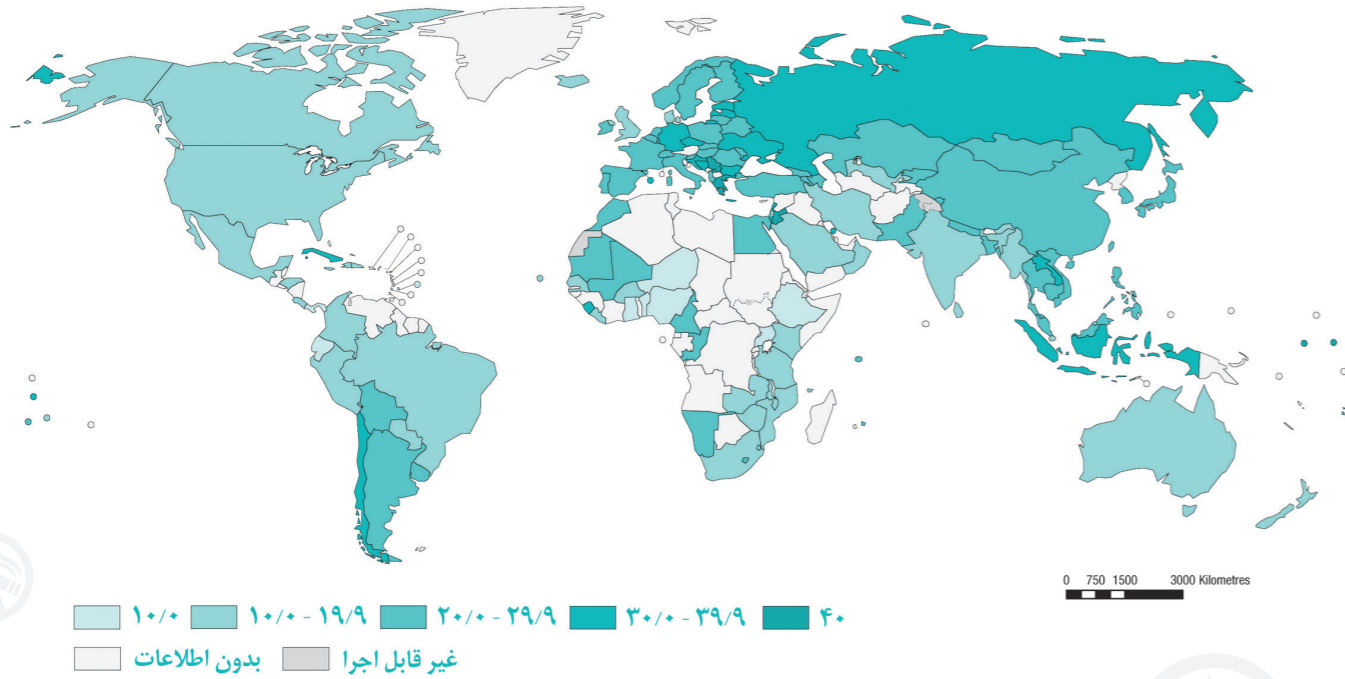 0 750 1500 3000 Kilometres
۱۰/۰ ۱۰/۰ - ۱۹/۹ ۲۰/۰ - ۲۹/۹ ۳۰/۰ - ۳۹/۹ ۴۰
بدون اطلاعات غیر قابل اجرا